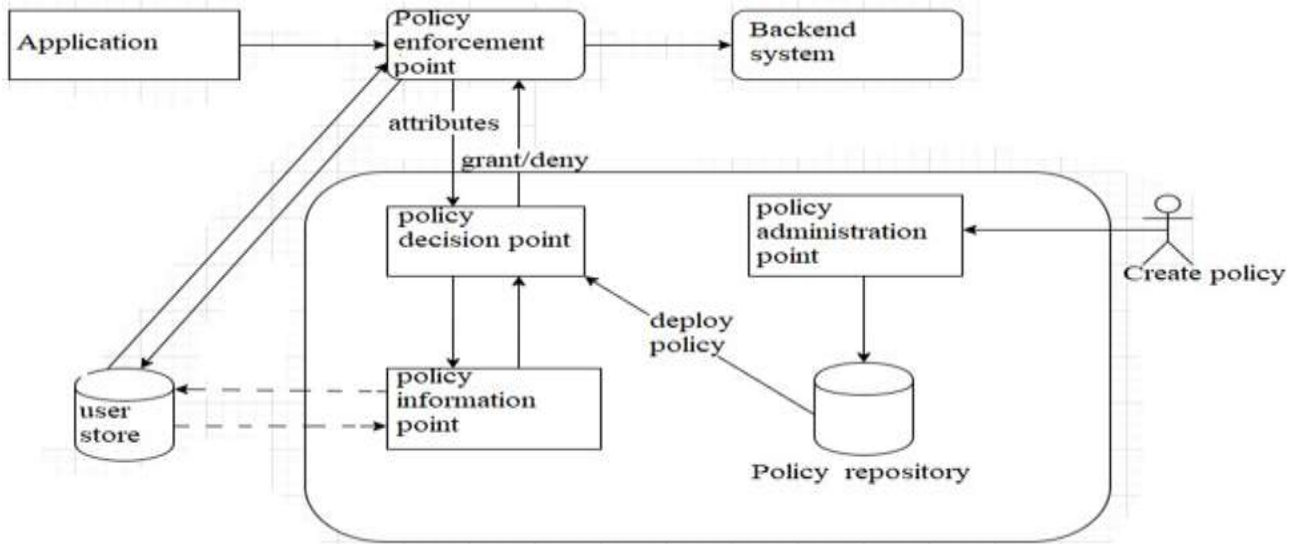 Application
Policy
enforcement
point
Backend
system
attributes
grant/deny
policy
decision point
policy
administration
point
Create policy
deploy
policy
policy
information
point
user
store
Policy repository